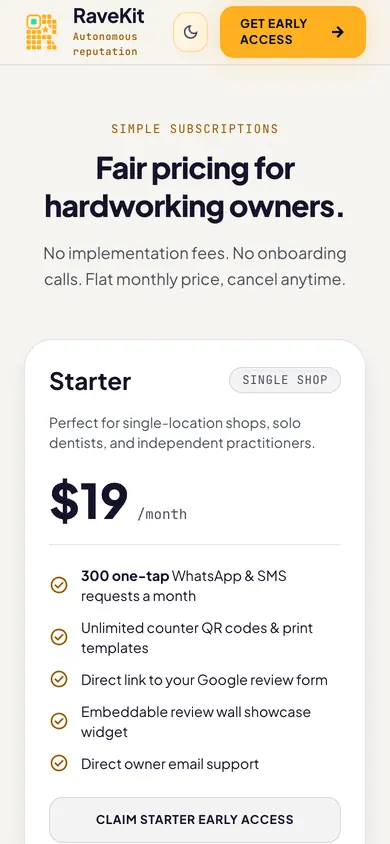 RaveKit
Autonomous
reputation
GET EARLY
ACCESS
SIMPLE SUBSCRIPTIONS
Fair pricing for
hardworking owners.
No implementation fees. No onboarding
calls. Flat monthly price, cancel anytime.
Starter
SINGLE SHOP
Perfect for single-location shops, solo
dentists, and independent practitioners.
$19 /month
300 one-tap WhatsApp & SMS
requests a month
Unlimited counter QR codes & print
templates
Direct link to your Google review form
Embeddable review wall showcase
widget
Direct owner email support
CLAIM STARTER EARLY ACCESS